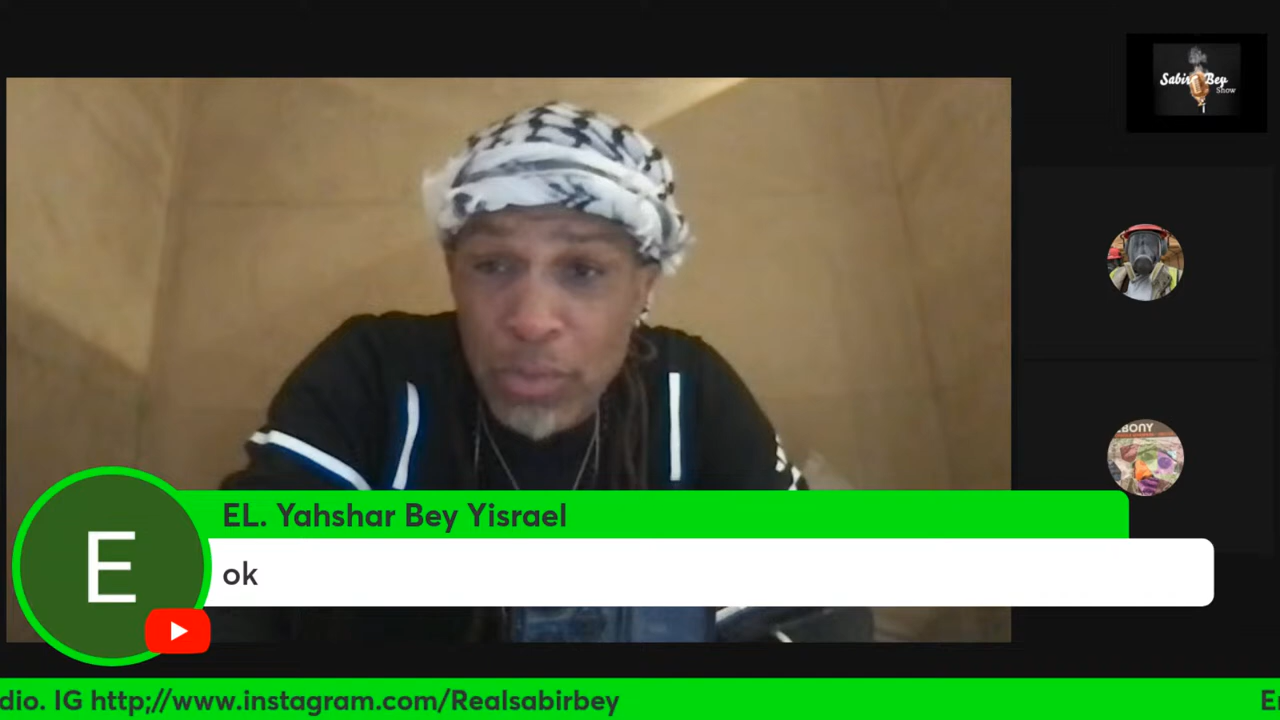 Sabir Bey
Show
EBONY
E
EL. Yahshar Bey Yisrael
ok
dio. IG http;//www.instagram.com/Realsabirbey